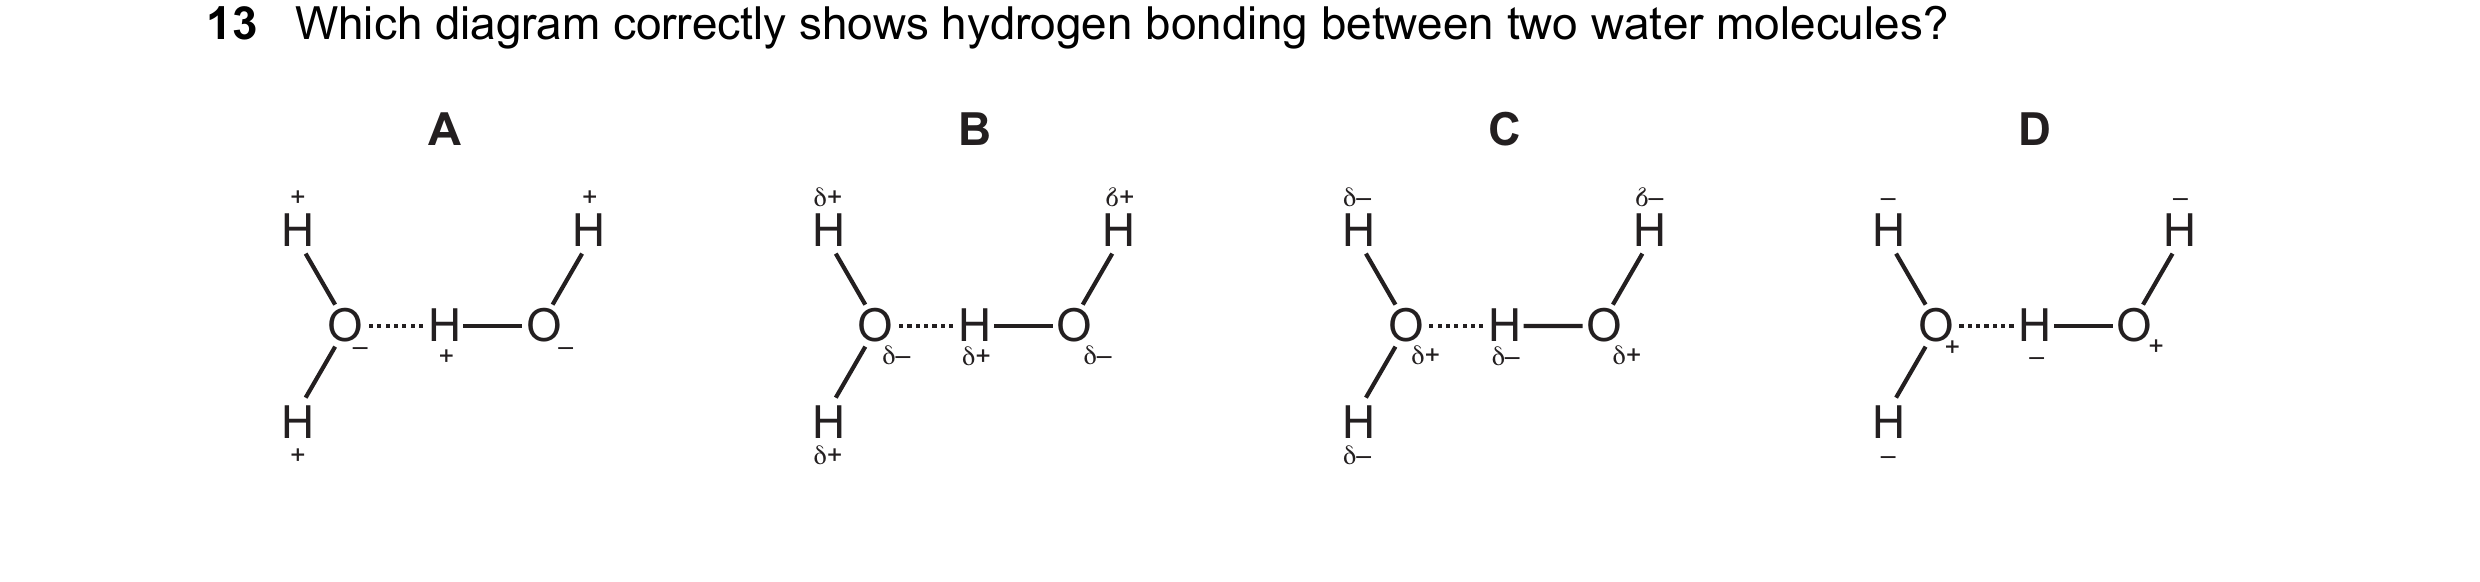 13 Which diagram correctly shows hydrogen bonding between two water molecules?
A B C D
+ + δ+ δ+ δ– δ– – –
H H H H H H H H
O H O O H O O H O O H O
– + – δ– δ+ δ– δ+ δ– δ+ + – +
H H H H
+ δ+ δ– –